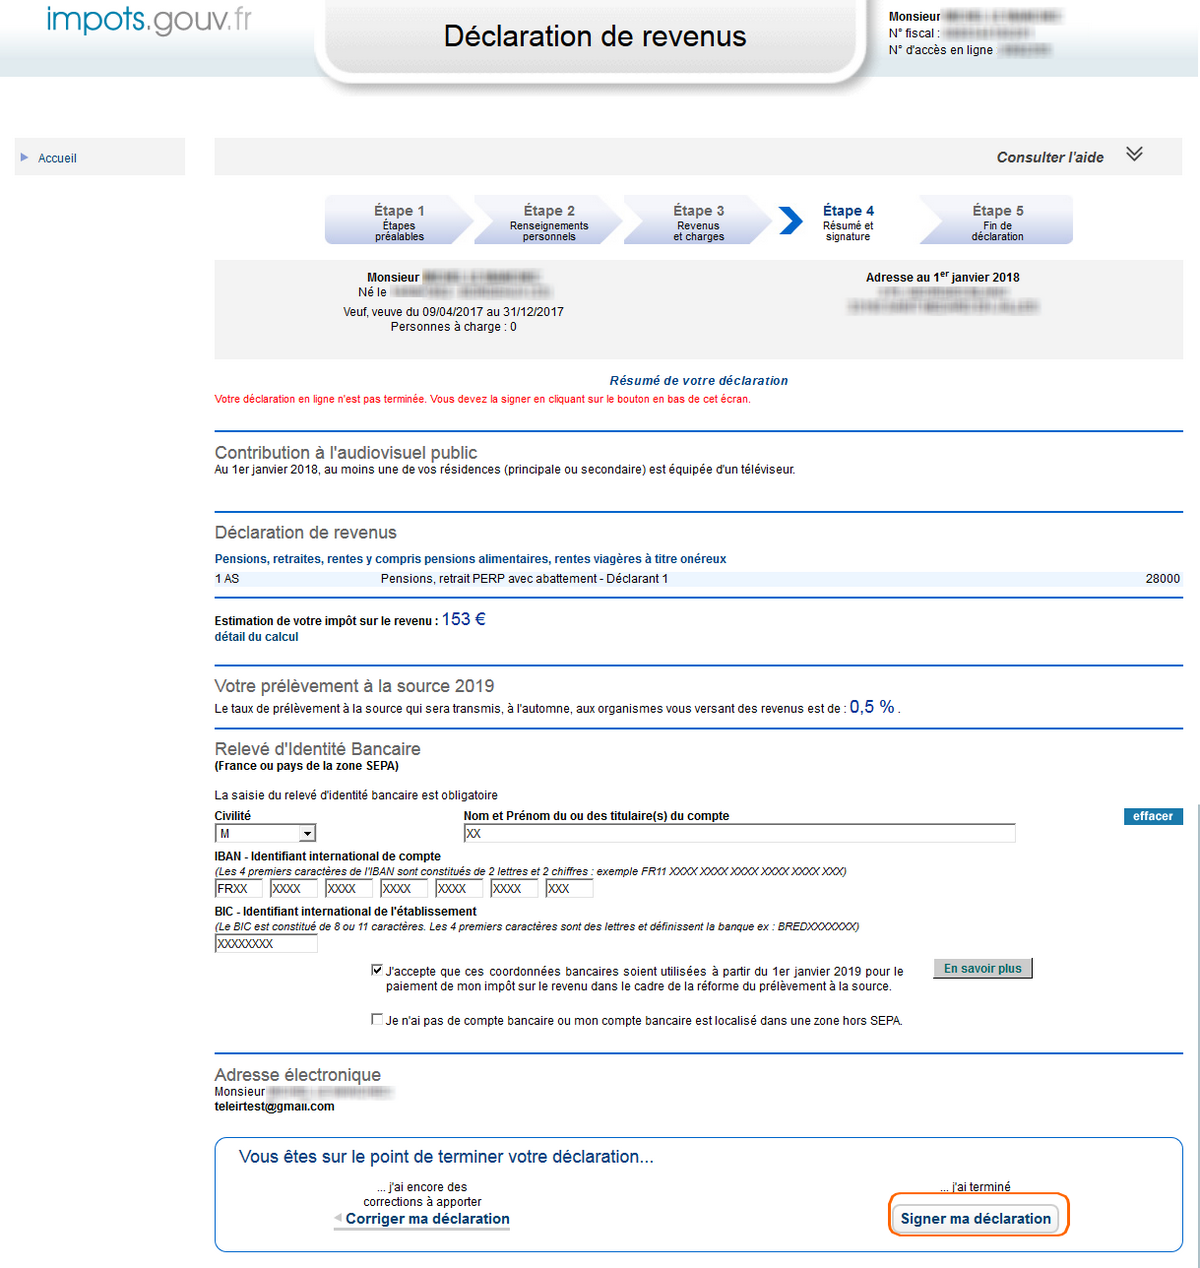 impots.gouv.fr
Déclaration de revenus
Monsieur
N° fiscal :
N° d'accès en ligne
Accueil
Consulter l'aide
Étape 1
Étapes
préalables
Étape 2
Renseignements
personnels
Étape 3
Revenus
et charges
Étape 4
Résumé et
signature
Étape 5
Fin de
déclaration
Monsieur
Né le
Veuf, veuve du 09/04/2017 au 31/12/2017
Personnes à charge : 0
Adresse au 1er janvier 2018
Résumé de votre déclaration
Votre déclaration en ligne n'est pas terminée. Vous devez la signer en cliquant sur le bouton en bas de cet écran.
Contribution à l'audiovisuel public
Au 1er janvier 2018, au moins une de vos résidences (principale ou secondaire) est équipée d'un téléviseur.
Déclaration de revenus
Pensions, retraites, rentes y compris pensions alimentaires, rentes viagères à titre onéreux
1 AS Pensions, retrait PERP avec abattement - Déclarant 1 28000
Estimation de votre impôt sur le revenu : 153 €
détail du calcul
Votre prélèvement à la source 2019
Le taux de prélèvement à la source qui sera transmis, à l'automne, aux organismes vous versant des revenus est de : 0,5 % .
Relevé d'Identité Bancaire
(France ou pays de la zone SEPA)
La saisie du relevé d'identité bancaire est obligatoire
Civilité Nom et Prénom du ou des titulaire(s) du compte effacer
M XX
IBAN - Identifiant international de compte
(Les 4 premiers caractères de l'IBAN sont constitués de 2 lettres et 2 chiffres : exemple FR11 XXXX XXXX XXXX XXXX XXXX XXX)
FRXX XXXX XXXX XXXX XXXX XXXX XXX
BIC - Identifiant international de l'établissement
(Le BIC est constitué de 8 ou 11 caractères. Les 4 premiers caractères sont des lettres et définissent la banque ex : BREDXXXXXXX)
XXXXXXXX
J'accepte que ces coordonnées bancaires soient utilisées à partir du 1er janvier 2019 pour le
paiement de mon impôt sur le revenu dans le cadre de la réforme du prélèvement à la source.
En savoir plus
Je n'ai pas de compte bancaire ou mon compte bancaire est localisé dans une zone hors SEPA.
Adresse électronique
Monsieur
teleirtest@gmail.com
Vous êtes sur le point de terminer votre déclaration...
... j'ai encore des
corrections à apporter
Corriger ma déclaration
... j'ai terminé
Signer ma déclaration